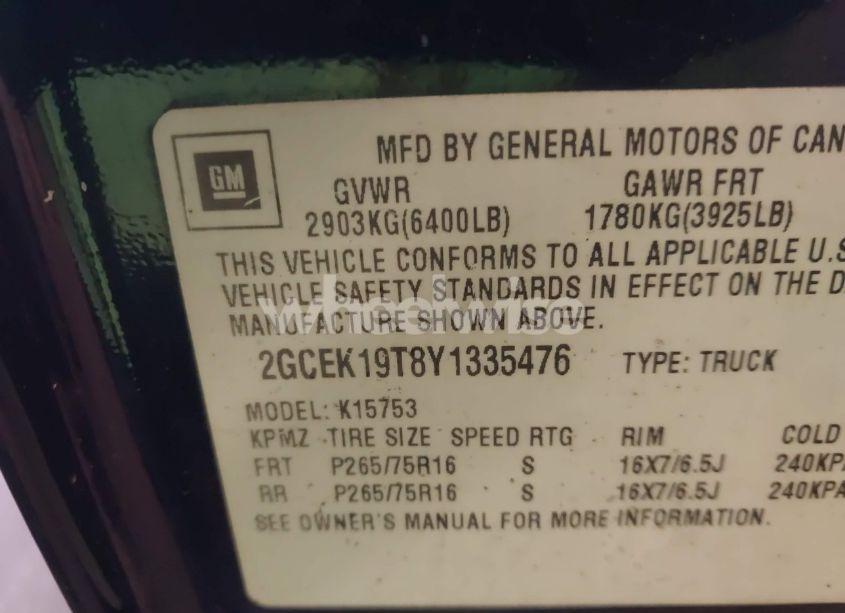 MFD BY GENERAL MOTORS OF CAN
GM
GVWR GAWR FRT
2903KG(6400LB) 1780KG(3925LB)
THIS VEHICLE CONFORMS TO ALL APPLICABLE U.S
VEHICLE SAFETY STANDARDS IN EFFECT ON THE D
MANUFACTURE SHOWN ABOVE.
2GCEK19T8Y1335476 TYPE: TRUCK
MODEL: K15753
KPMZ TIRE SIZE SPEED RTG RIM COLD
FRT P265/75R16 S 16X7/6.5J 240KPA
RR P265/75R16 S 16X7/6.5J 240KPA
SEE OWNER'S MANUAL FOR MORE INFORMATION.